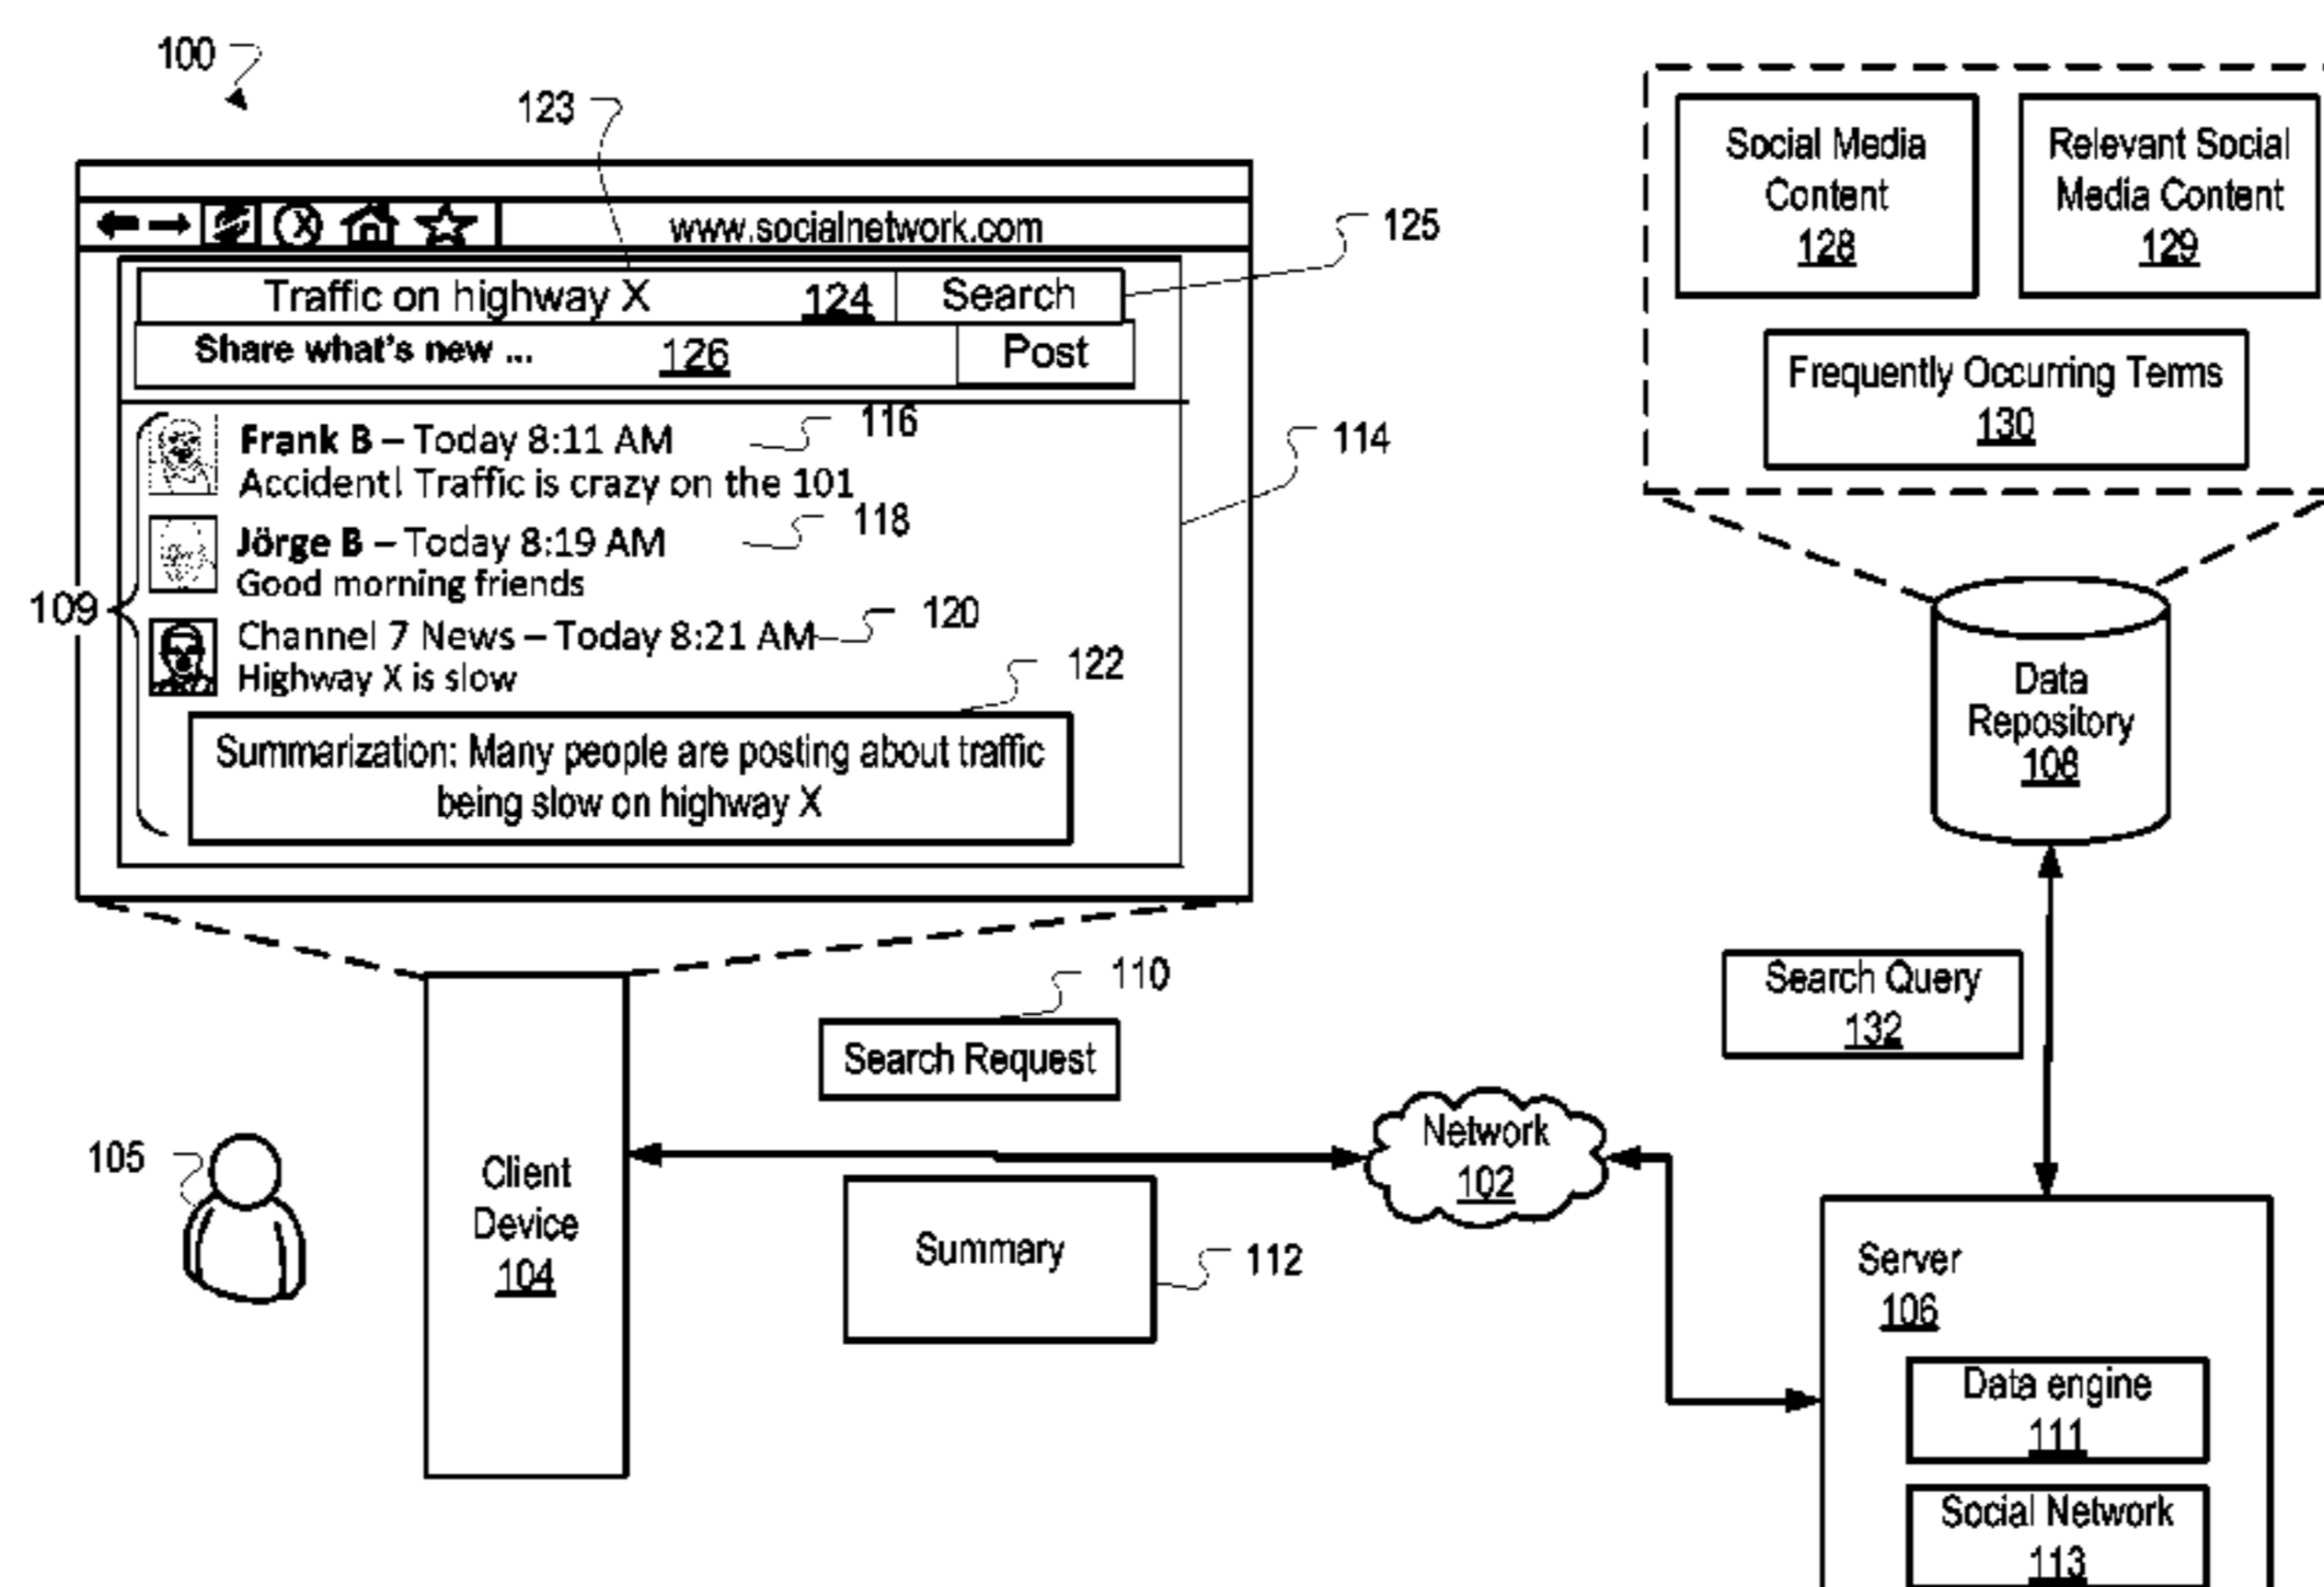 100
123
www.socialnetwork.com
125
Traffic on highway X 124 Search
Share what's new ... 126 Post
116
Frank B – Today 8:11 AM
Accident! Traffic is crazy on the 101
114
118
Jörge B – Today 8:19 AM
Good morning friends
109
120
Channel 7 News – Today 8:21 AM
Highway X is slow
122
Summarization: Many people are posting about traffic
being slow on highway X
Social Media
Content
128
Relevant Social
Media Content
129
Frequently Occurring Terms
130
Data
Repository
108
Search Query
132
110
Search Request
105
Client
Device
104
Network
102
Summary
112
Server
106
Data engine
111
Social Network
113